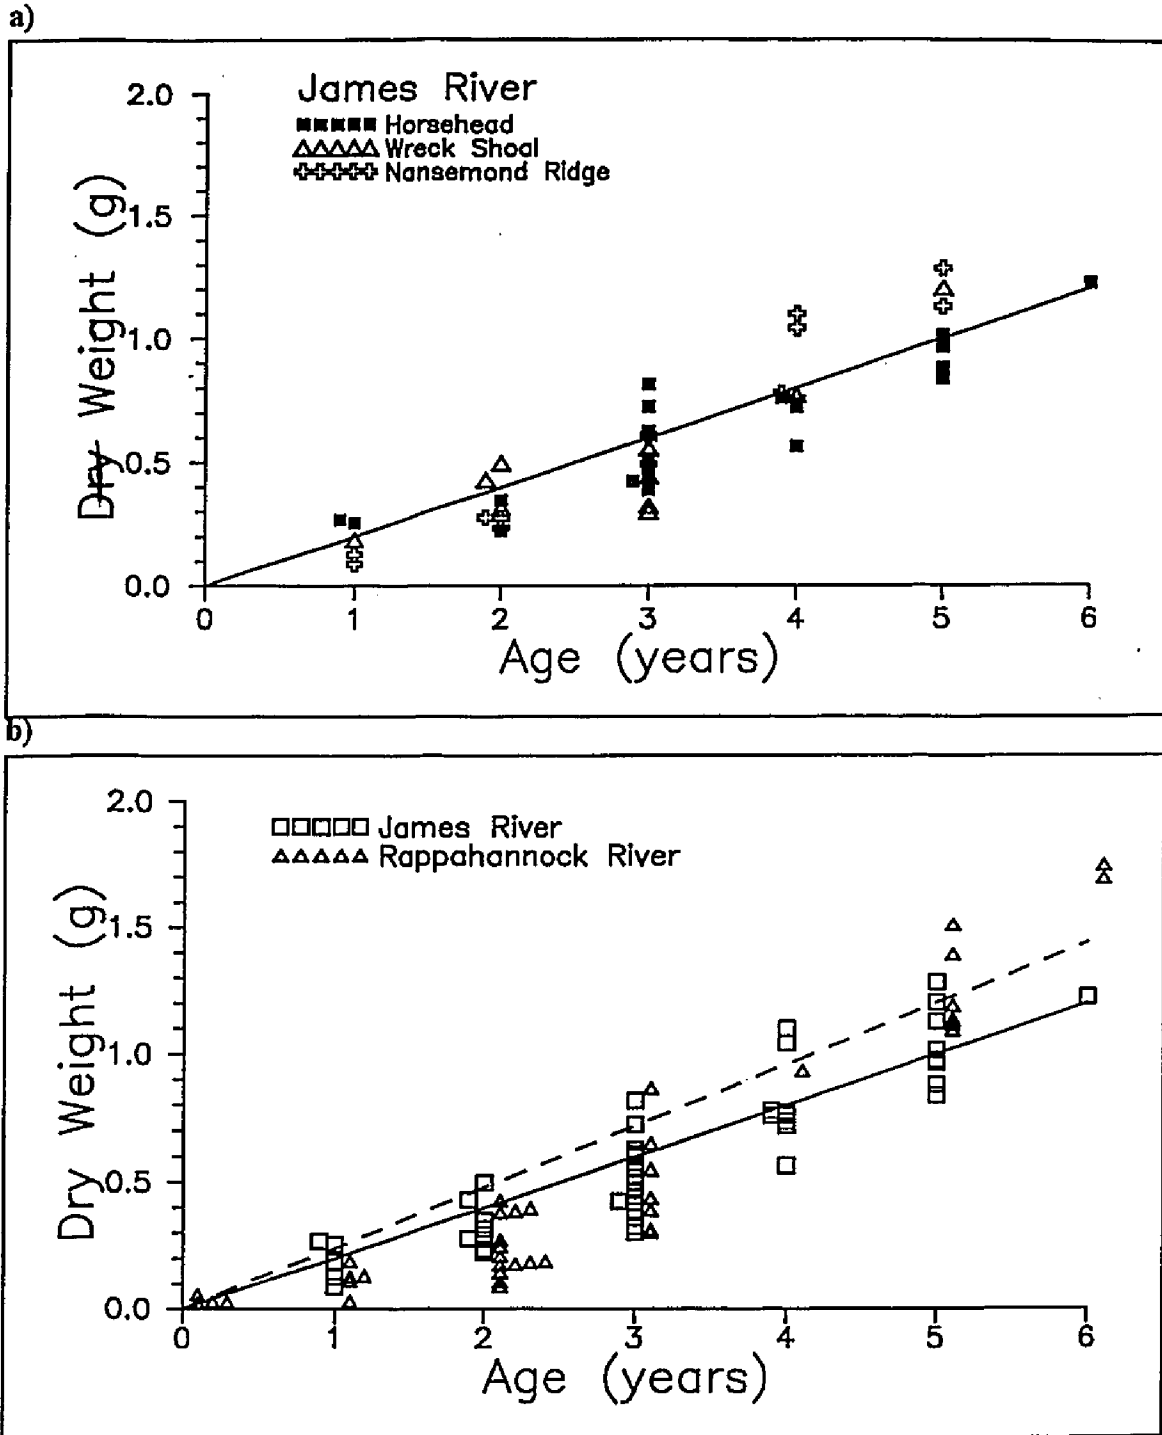 a)
James River
Horsehead
Wreck Shoal
Nansemond Ridge
2.0
1.5
1.0
0.5
0.0
Dry Weight (g)
0 1 2 3 4 5 6
Age (years)
b)
James River
Rappahannock River
2.0
1.5
1.0
0.5
0.0
Dry Weight (g)
0 1 2 3 4 5 6
Age (years)